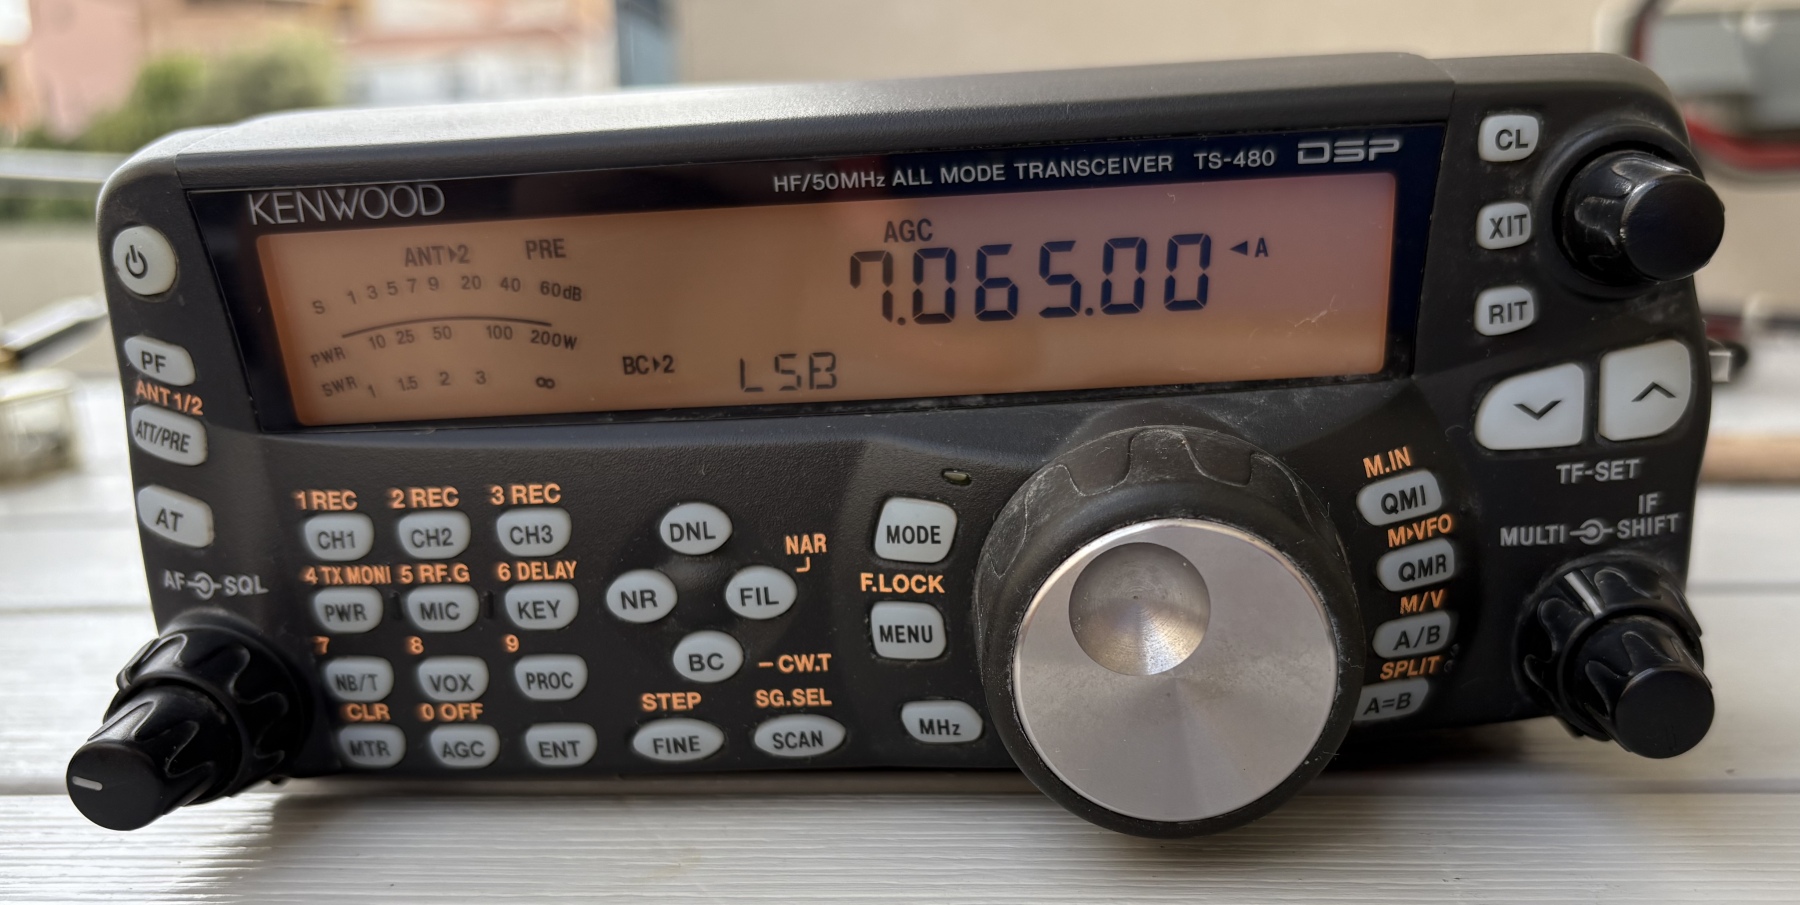 KENWOOD
HF/50MHz ALL MODE TRANSCEIVER TS-480 DSP
ANT▸2 PRE
S 1 3 5 7 9 20 40 60dB
PWR 10 25 50 100 200W
SWR 1 1.5 2 3 ∞
BC▸2
LSB
AGC
7.065.00 ◀A
PF
ANT 1/2
ATT/PRE
AT
AF SQL
1 REC 2 REC 3 REC
CH1 CH2 CH3
4 TX MONI 5 RF.G 6 DELAY
PWR MIC KEY
7 8 9
NB/T VOX PROC
CLR 0 OFF
MTR AGC ENT
DNL
NAR
NR FIL
BC
–CW.T
STEP SG.SEL
FINE SCAN
MODE
F.LOCK
MENU
MHz
CL
XIT
RIT
TF-SET
M.IN
QMI
M▸VFO
QMR
M/V
A/B
SPLIT
A=B
MULTI IF SHIFT